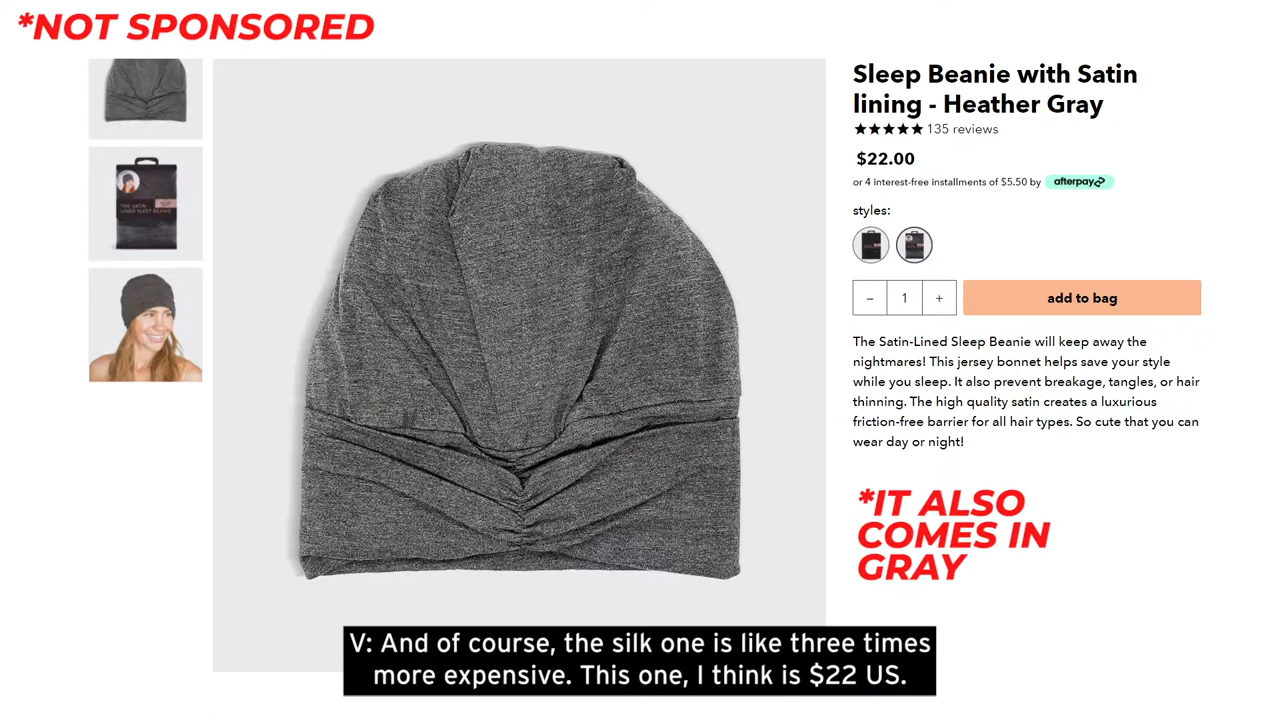 *NOT SPONSORED
Sleep Beanie with Satin
lining - Heather Gray
★★★★★ 135 reviews
$22.00
or 4 interest-free installments of $5.50 by afterpay
styles:
− 1 +
add to bag
The Satin-Lined Sleep Beanie will keep away the
nightmares! This jersey bonnet helps save your style
while you sleep. It also prevent breakage, tangles, or hair
thinning. The high quality satin creates a luxurious
friction-free barrier for all hair types. So cute that you can
wear day or night!
THE SATIN
LINED SLEEP BEANIE
*IT ALSO
COMES IN
GRAY
V: And of course, the silk one is like three times
more expensive. This one, I think is $22 US.